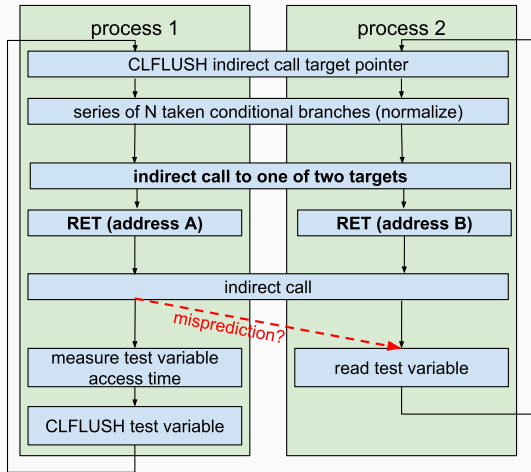 process 1
process 2
CLFLUSH indirect call target pointer
series of N taken conditional branches (normalize)
indirect call to one of two targets
RET (address A)
RET (address B)
indirect call
misprediction?
measure test variable
access time
read test variable
CLFLUSH test variable